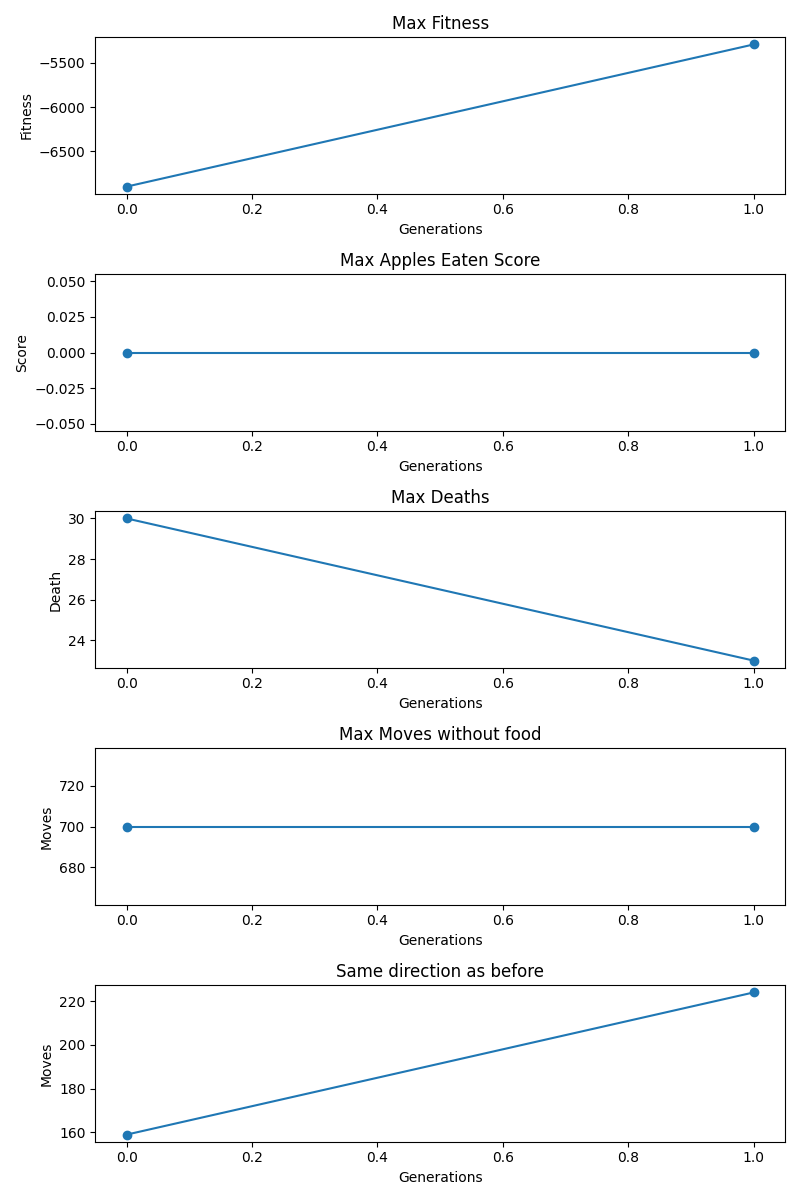 Max Fitness
−5500
−6000
−6500
Fitness
0.0 0.2 0.4 0.6 0.8 1.0
Generations
Max Apples Eaten Score
0.050
0.025
0.000
−0.025
−0.050
Score
0.0 0.2 0.4 0.6 0.8 1.0
Generations
Max Deaths
30
28
26
24
Death
0.0 0.2 0.4 0.6 0.8 1.0
Generations
Max Moves without food
720
700
680
Moves
0.0 0.2 0.4 0.6 0.8 1.0
Generations
Same direction as before
220
200
180
160
Moves
0.0 0.2 0.4 0.6 0.8 1.0
Generations